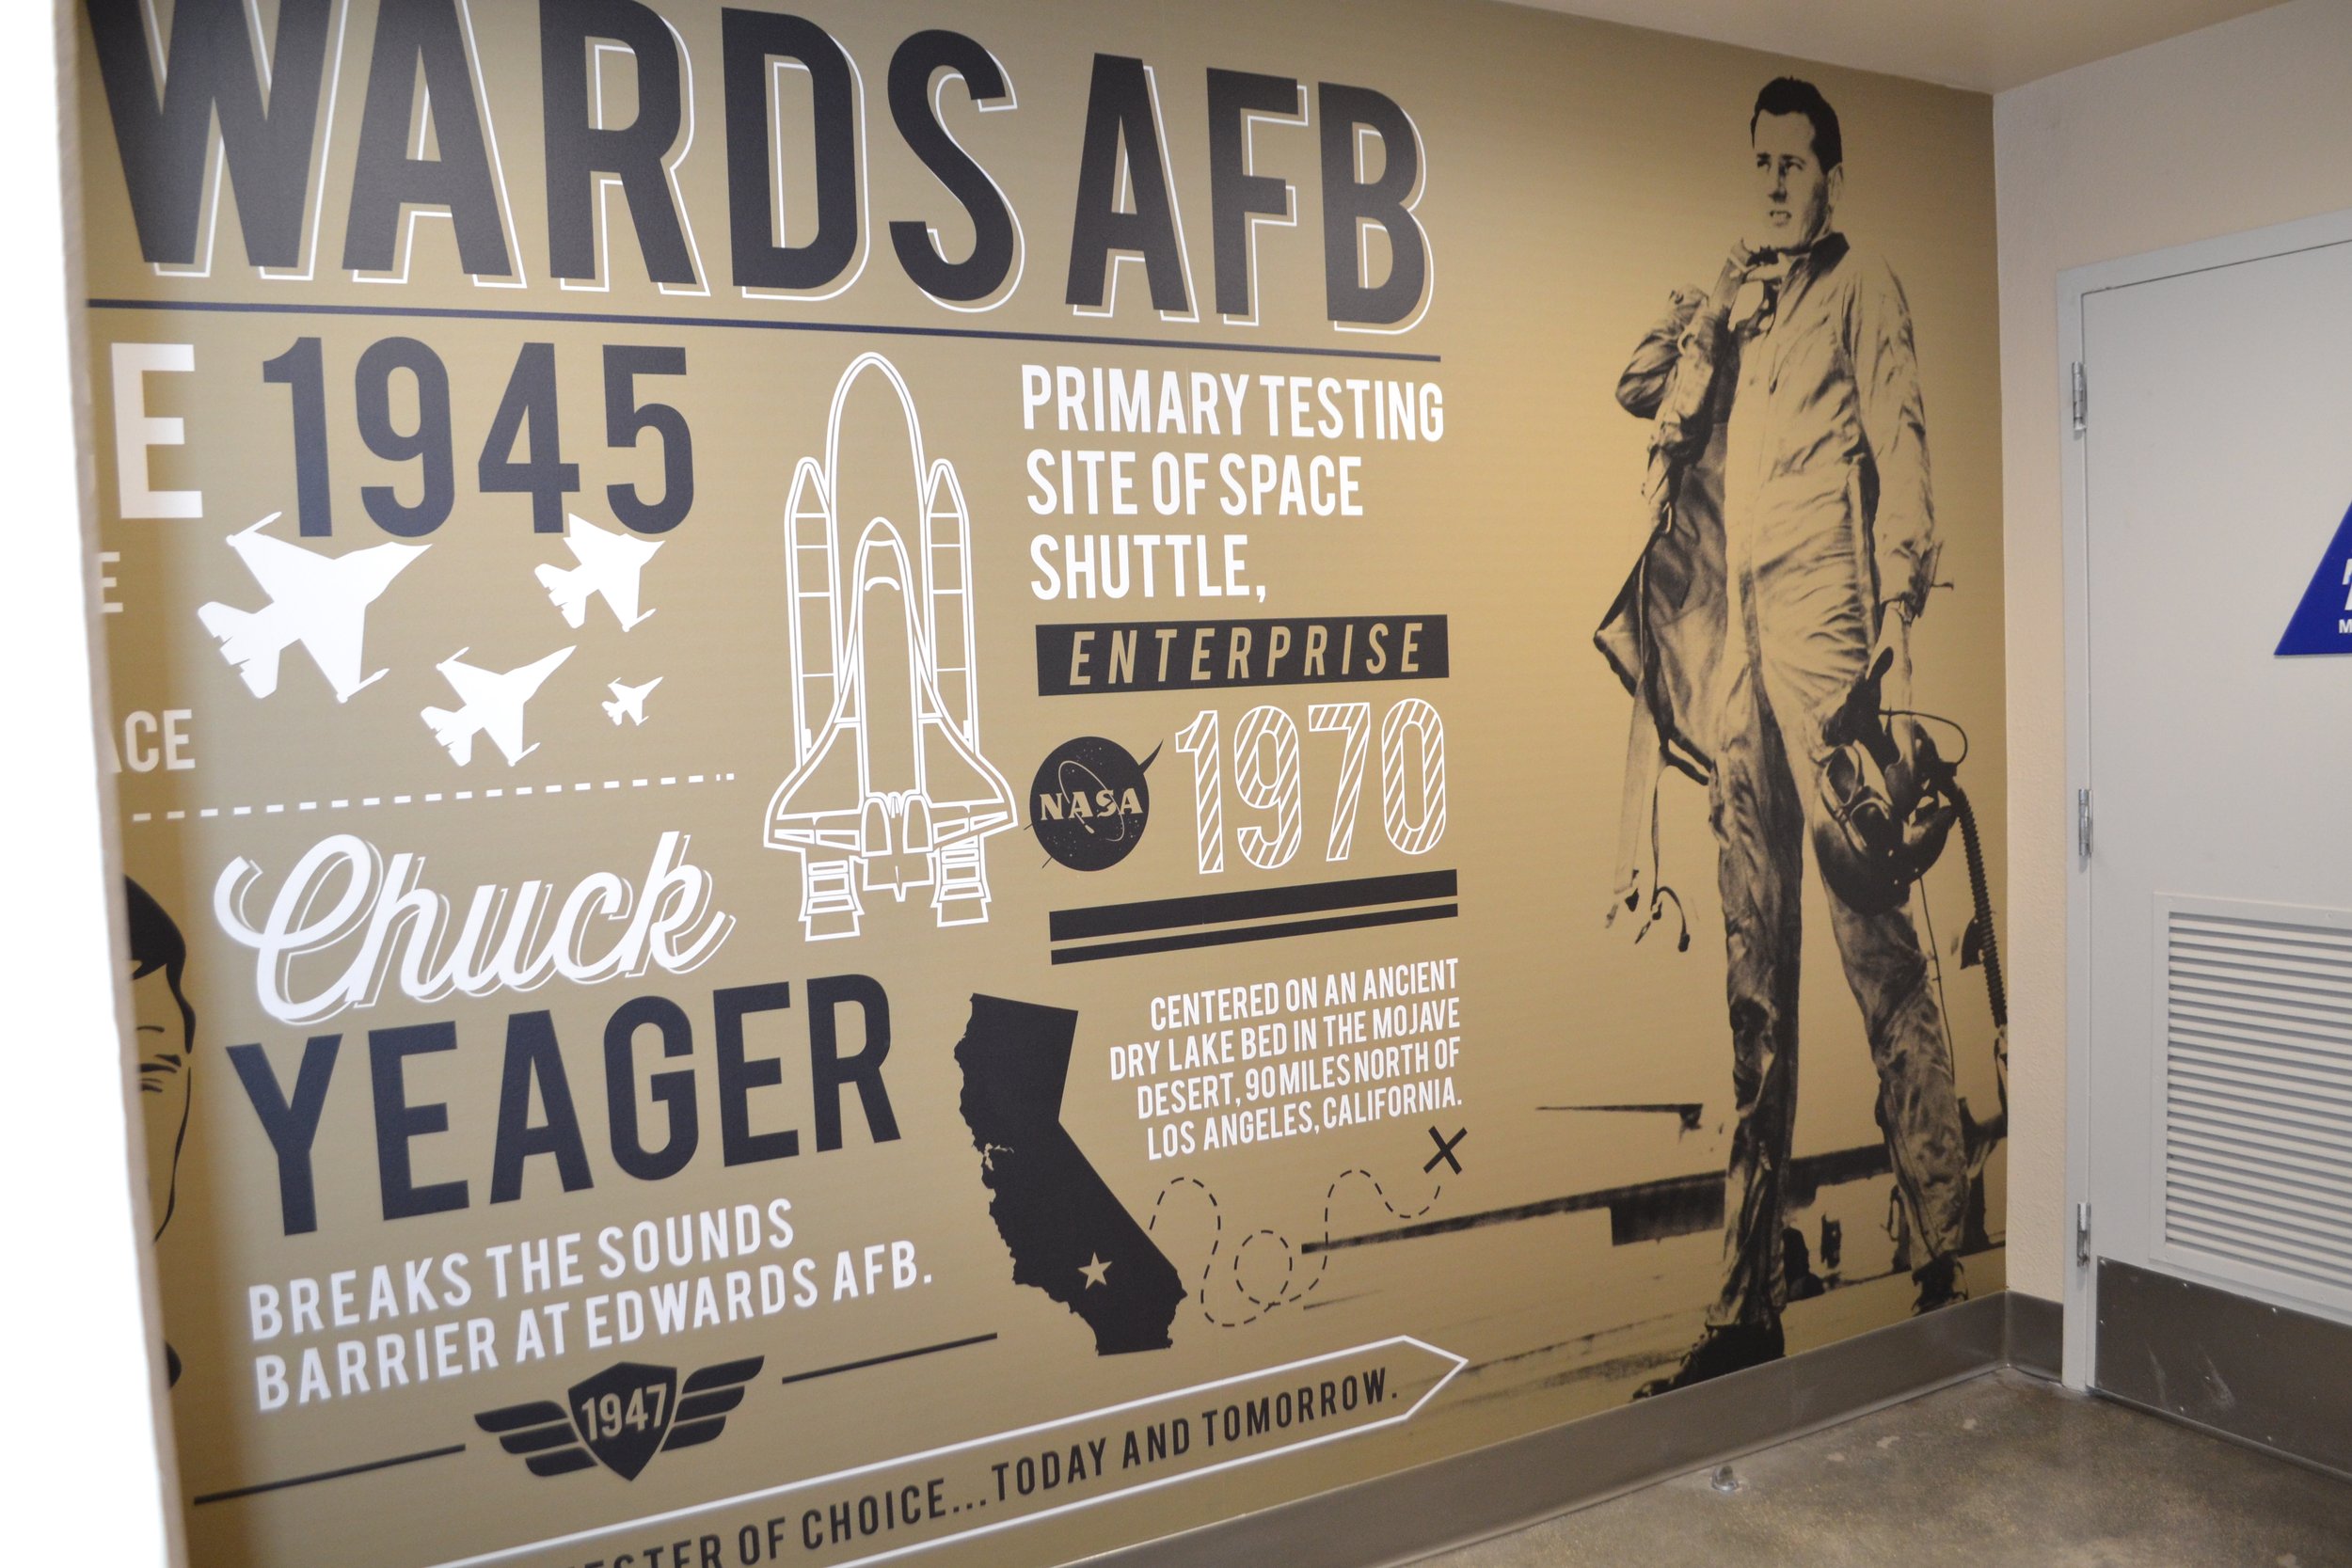 WARDS AFB
E 1945
E
ACE
PRIMARY TESTING
SITE OF SPACE
SHUTTLE,
ENTERPRISE
NASA 1970
Chuck
YEAGER
BREAKS THE SOUNDS
BARRIER AT EDWARDS AFB.
1947
CENTERED ON AN ANCIENT
DRY LAKE BED IN THE MOJAVE
DESERT, 90 MILES NORTH OF
LOS ANGELES, CALIFORNIA.
X
ESTER OF CHOICE...TODAY AND TOMORROW.
M